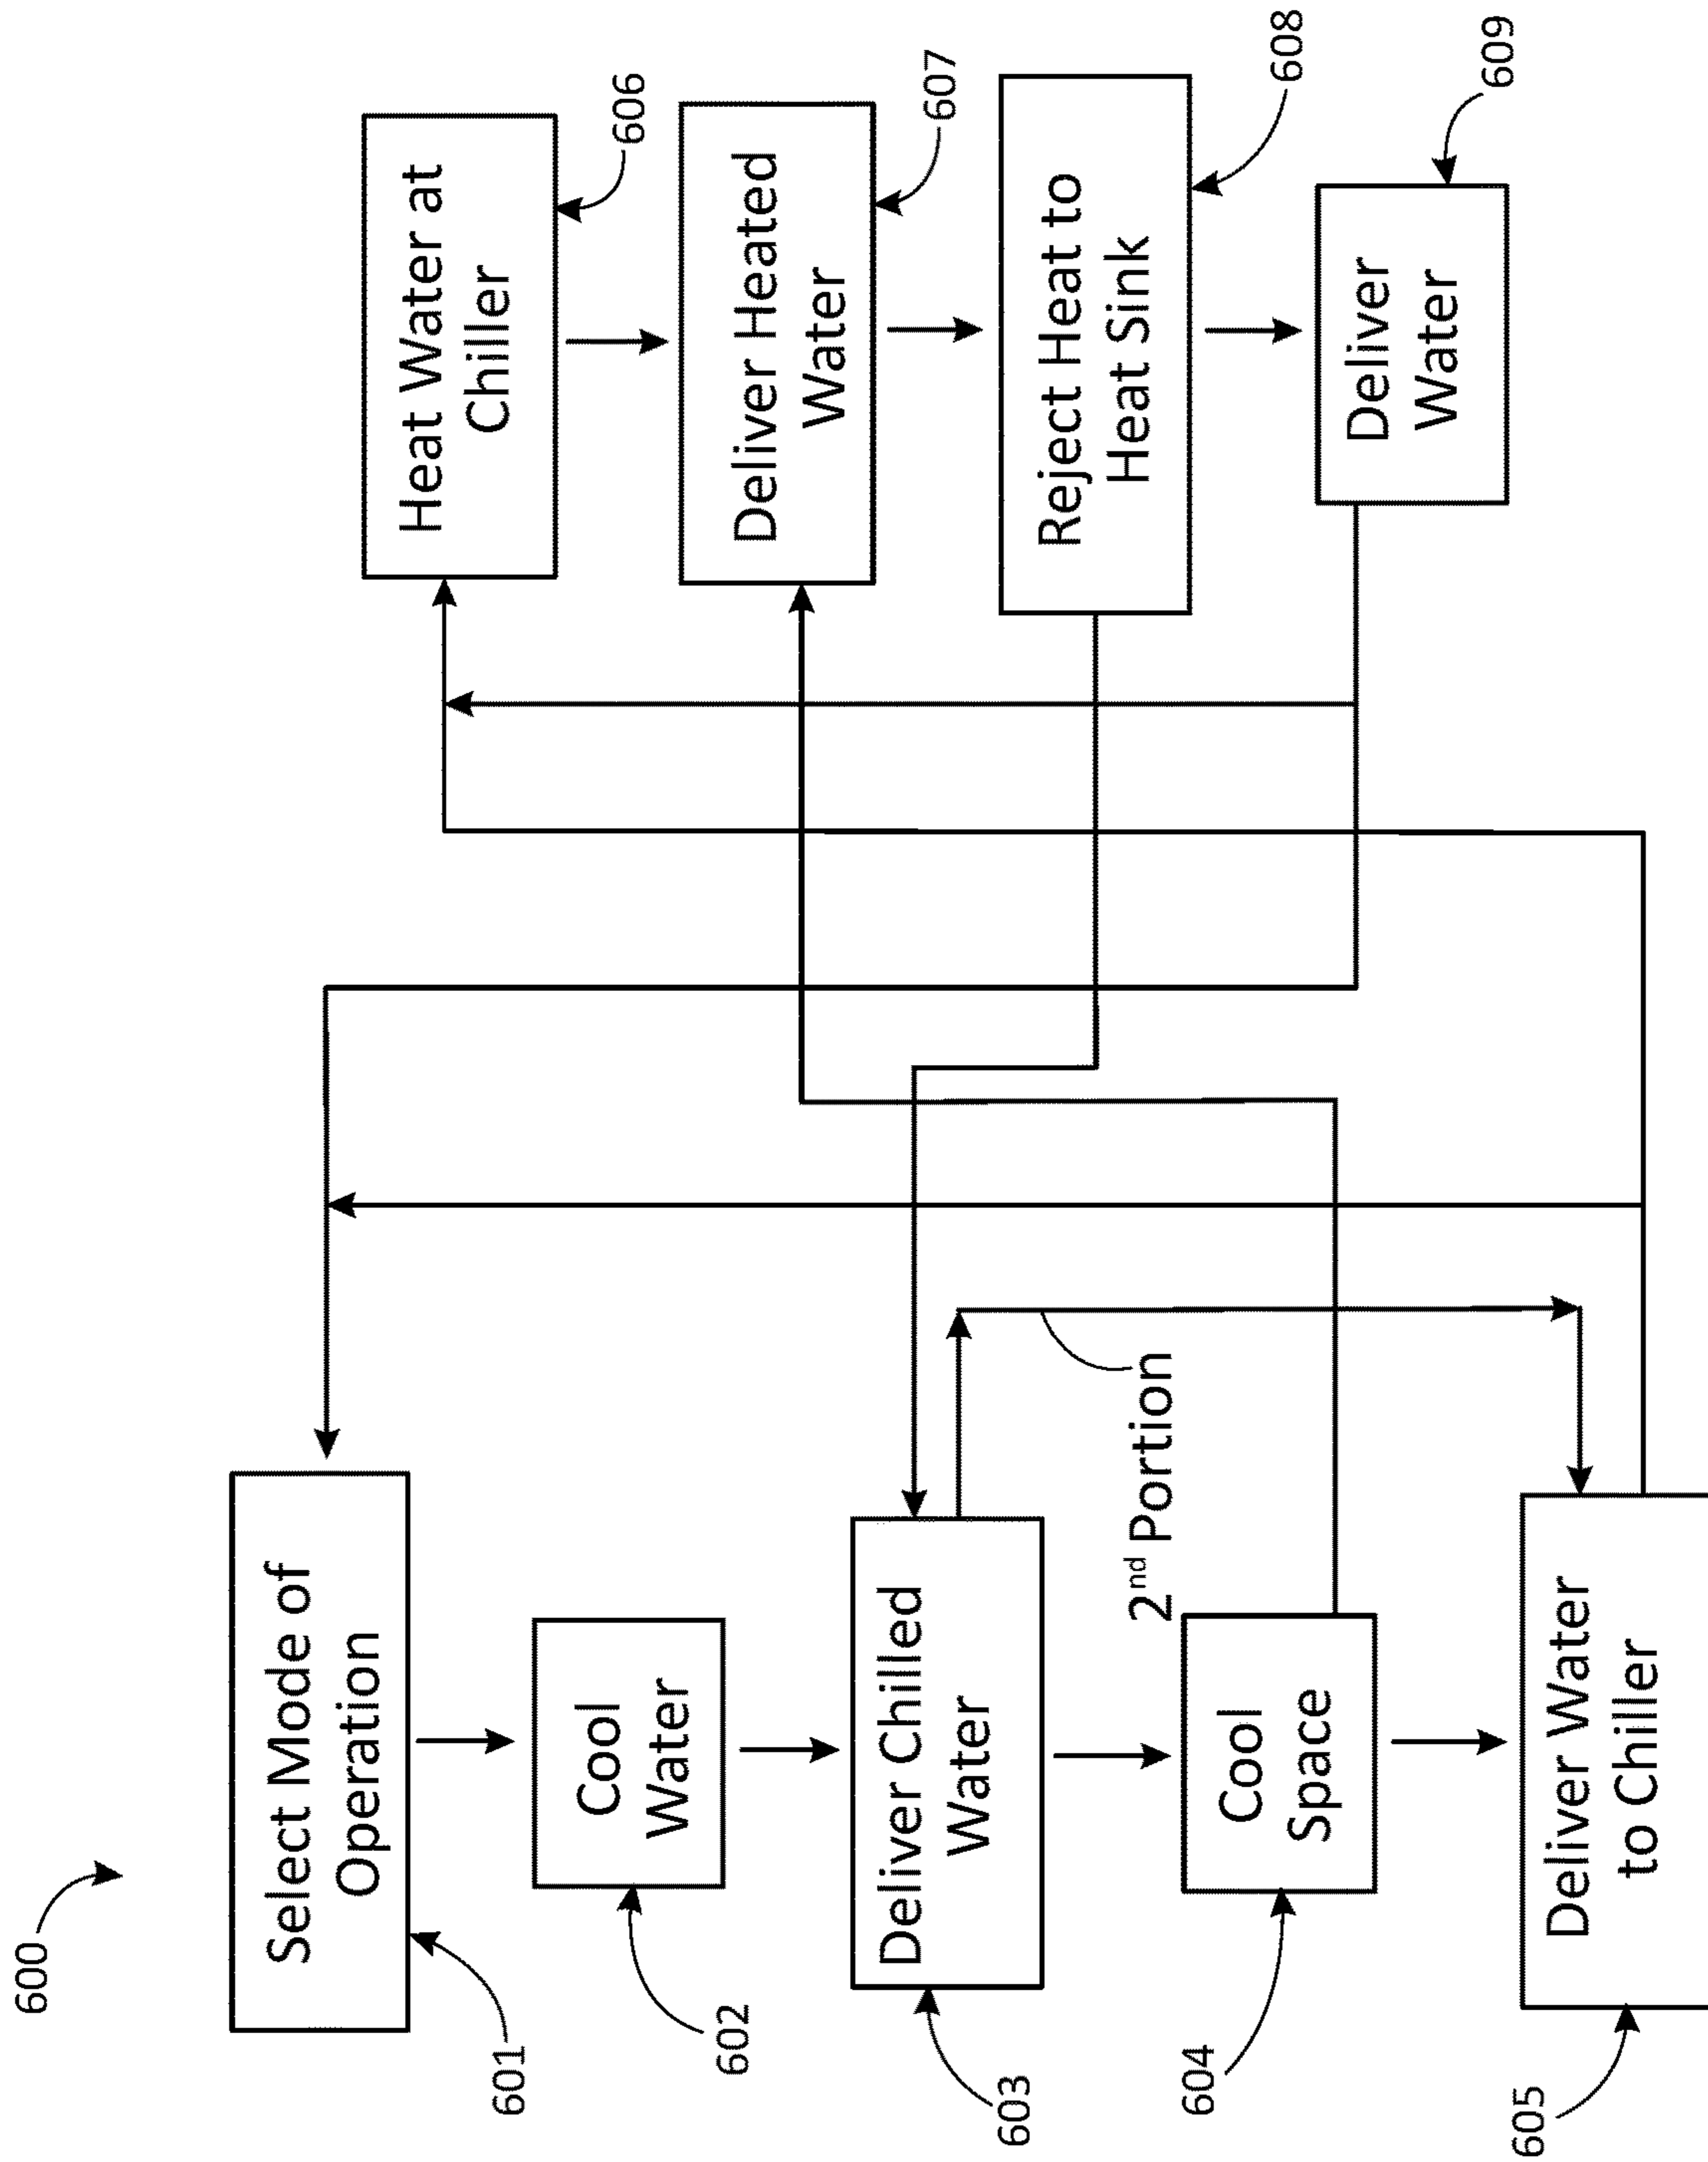 600
Select Mode of
Operation
601
Cool
Water
602
Deliver Chilled
Water
603
2nd Portion
Cool
Space
604
Deliver Water
to Chiller
605
Heat Water at
Chiller
606
Deliver Heated
Water
607
Reject Heat to
Heat Sink
608
Deliver
Water
609